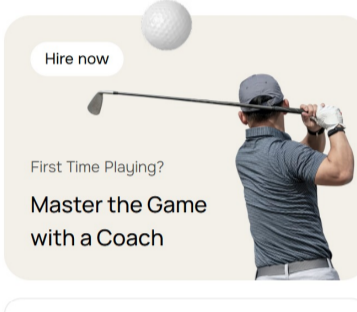 Hire now
First Time Playing?
Master the Game
with a Coach